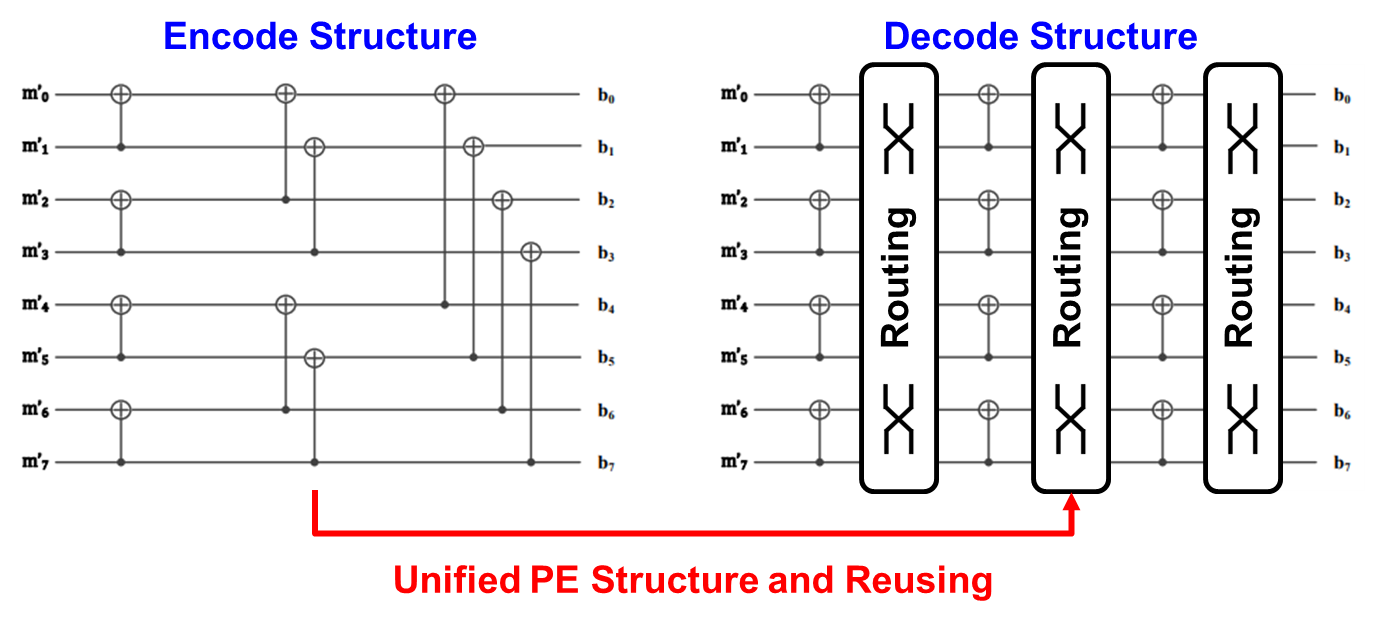 Encode Structure
Decode Structure
m'₀ b₀
m'₁ b₁
m'₂ b₂
m'₃ b₃
m'₄ b₄
m'₅ b₅
m'₆ b₆
m'₇ b₇
m'₀ b₀
m'₁ b₁
m'₂ b₂
m'₃ b₃
m'₄ b₄
m'₅ b₅
m'₆ b₆
m'₇ b₇
Routing
Routing
Routing
Unified PE Structure and Reusing